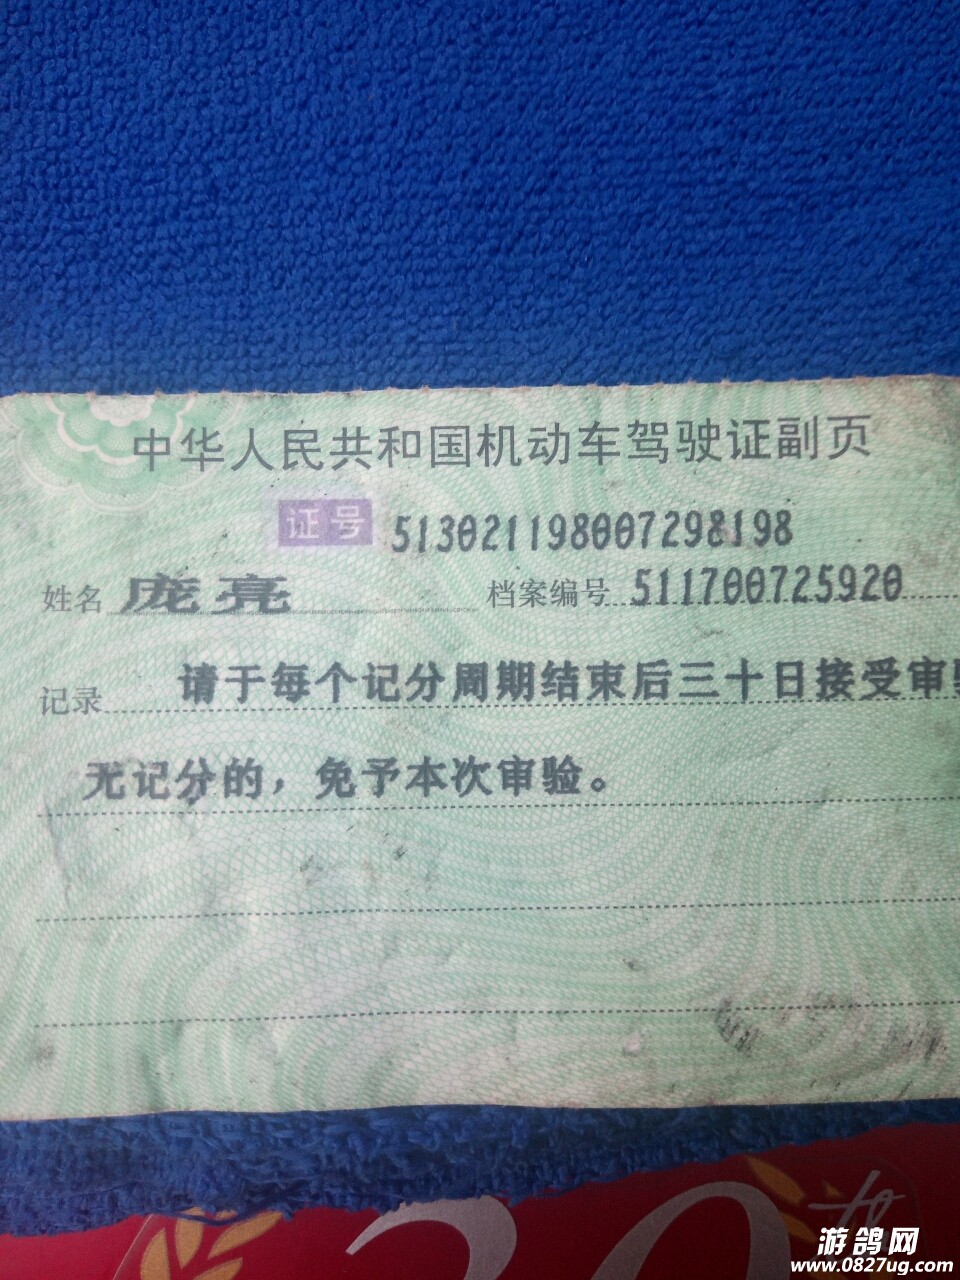 中华人民共和国机动车驾驶证副页
证号 513021198007298198
姓名 庞亮 档案编号 511700725920
记录 请于每个记分周期结束后三十日接受审验
无记分的，免予本次审验。
30
游鸽网
www.0827ug.com